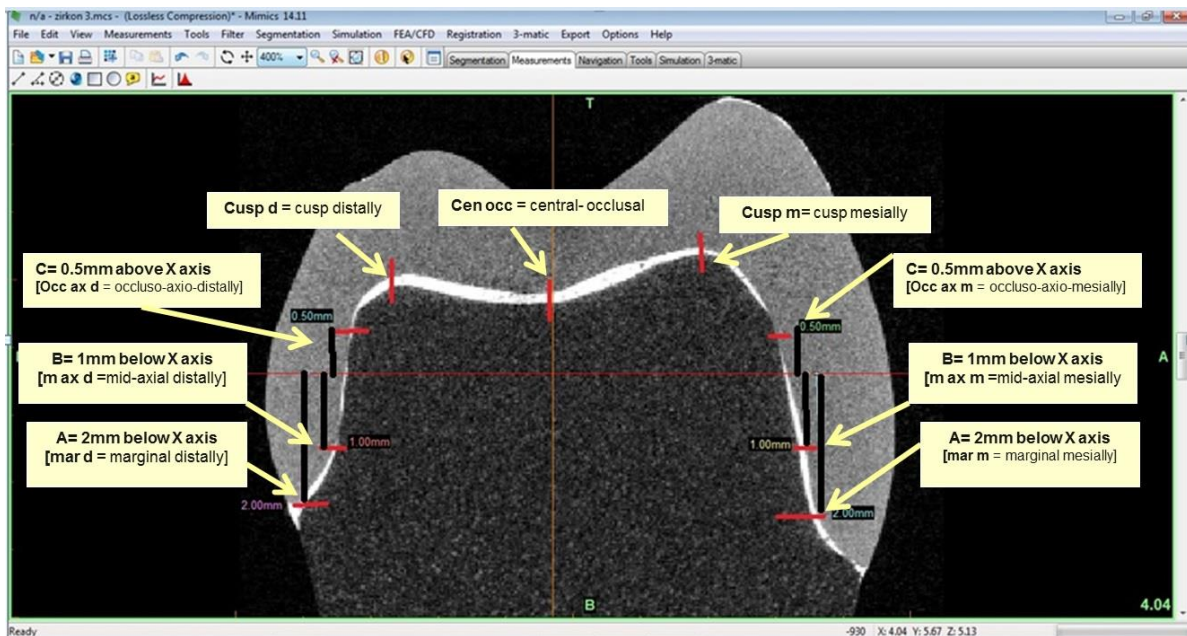 n/a - zirkon 3.mcs - (Lossless Compression)* - Mimics 14.11
File Edit View Measurements Tools Filter Segmentation Simulation FEA/CFD Registration 3-matic Export Options Help
400%
Segmentation Measurements Navigation Tools Simulation 3-matic
T
Cusp d = cusp distally
Cen occ = central- occlusal
Cusp m= cusp mesially
C= 0.5mm above X axis
[Occ ax d = occluso-axio-distally]
C= 0.5mm above X axis
[Occ ax m = occluso-axio-mesially]
0.50mm
0.50mm
B= 1mm below X axis
[m ax d =mid-axial distally]
B= 1mm below X axis
[m ax m =mid-axial mesially
A
1.00mm
1.00mm
A= 2mm below X axis
[mar d = marginal distally]
A= 2mm below X axis
[mar m = marginal mesially]
2.00mm
2.00mm
B
4.04
Ready
-930 X: 4.04 Y: 5.67 Z: 5.13